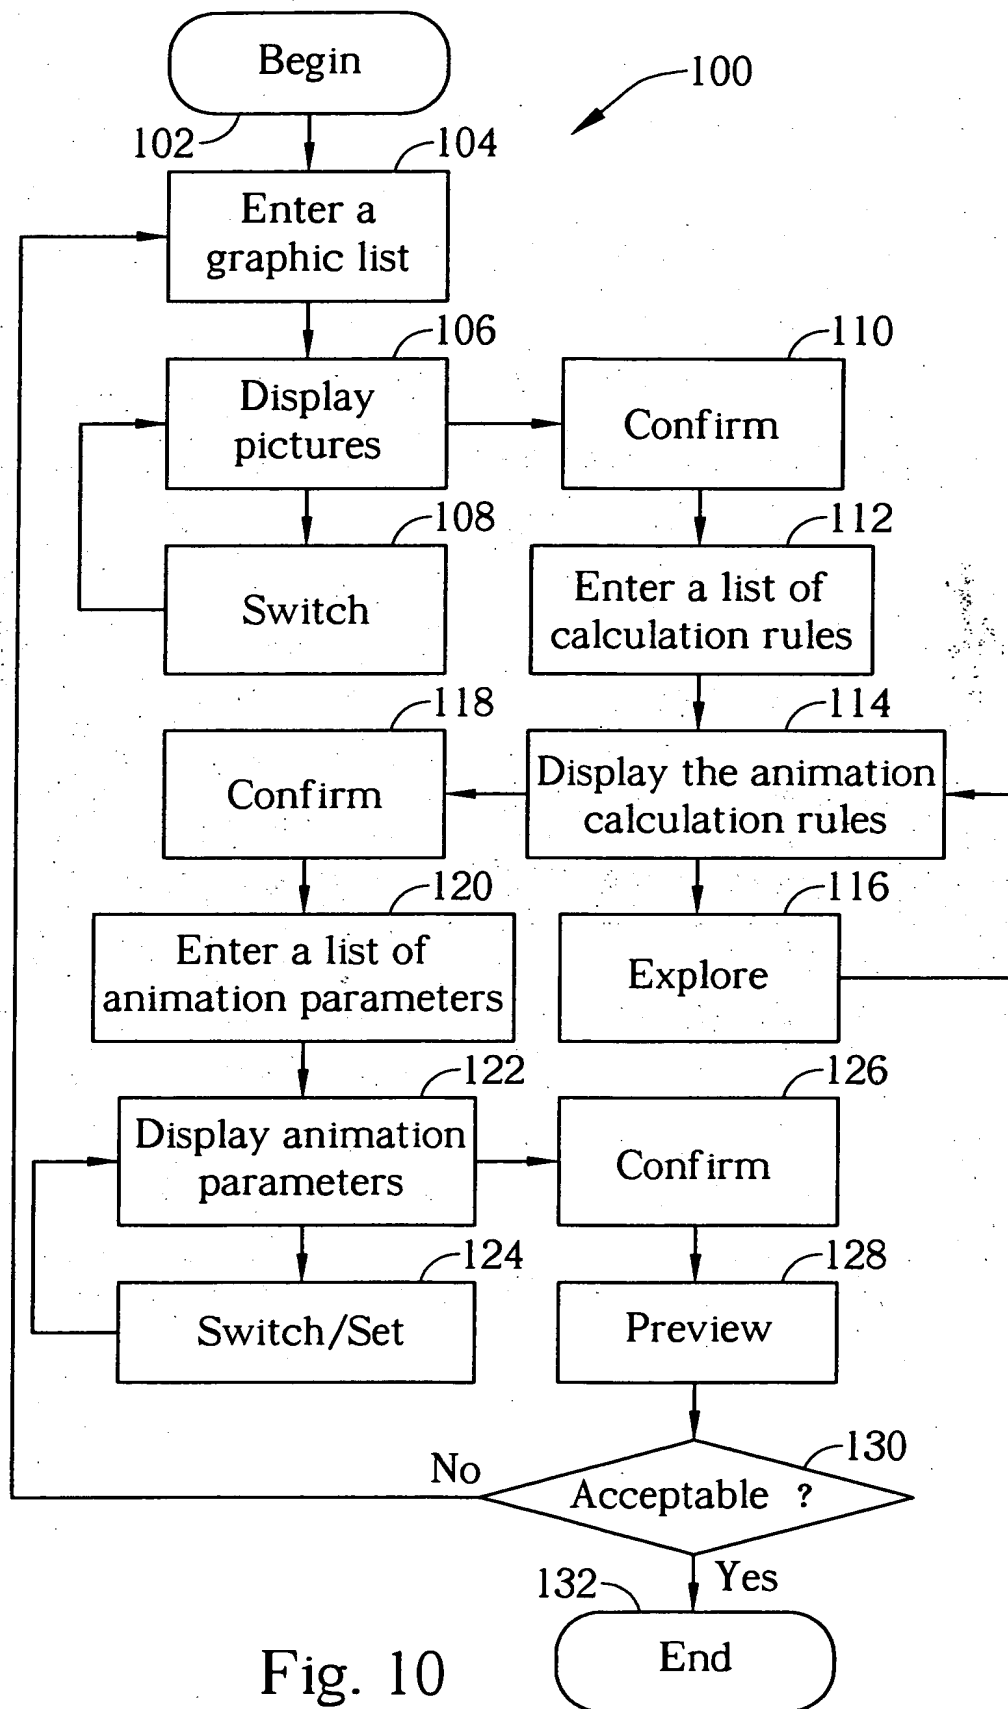 Begin
100
102
104
Enter a
graphic list
106
Display
pictures
110
Confirm
108
Switch
112
Enter a list of
calculation rules
118
Confirm
114
Display the animation
calculation rules
120
Enter a list of
animation parameters
116
Explore
122
Display animation
parameters
126
Confirm
124
Switch/Set
128
Preview
130
Acceptable ?
No
Yes
132
End
Fig. 10